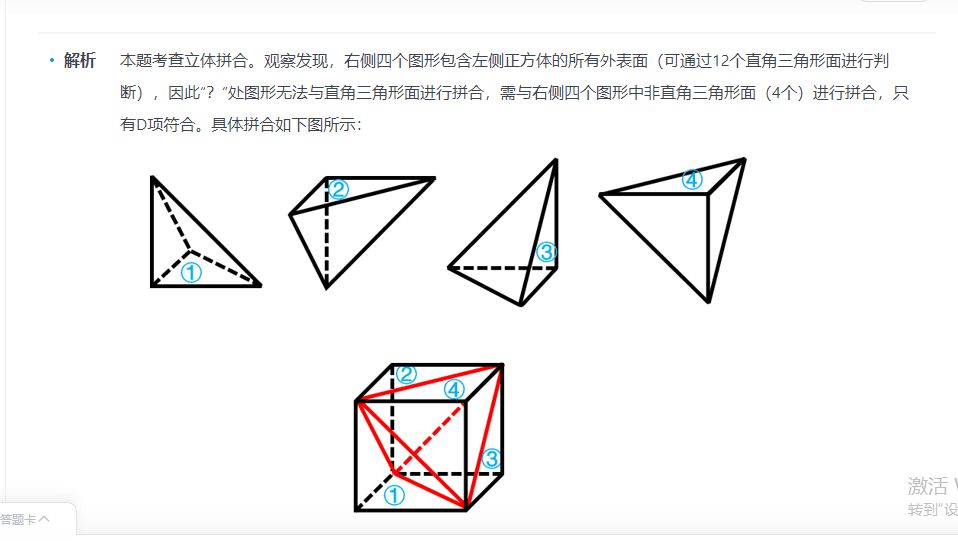 • 解析 本题考查立体拼合。观察发现，右侧四个图形包含左侧正方体的所有外表面（可通过12个直角三角形面进行判
断），因此“？“处图形无法与直角三角形面进行拼合，需与右侧四个图形中非直角三角形面（4个）进行拼合，只
有D项符合。具体拼合如下图所示：
① ② ③ ④
② ④
③
①
激活
转到"设
答题卡